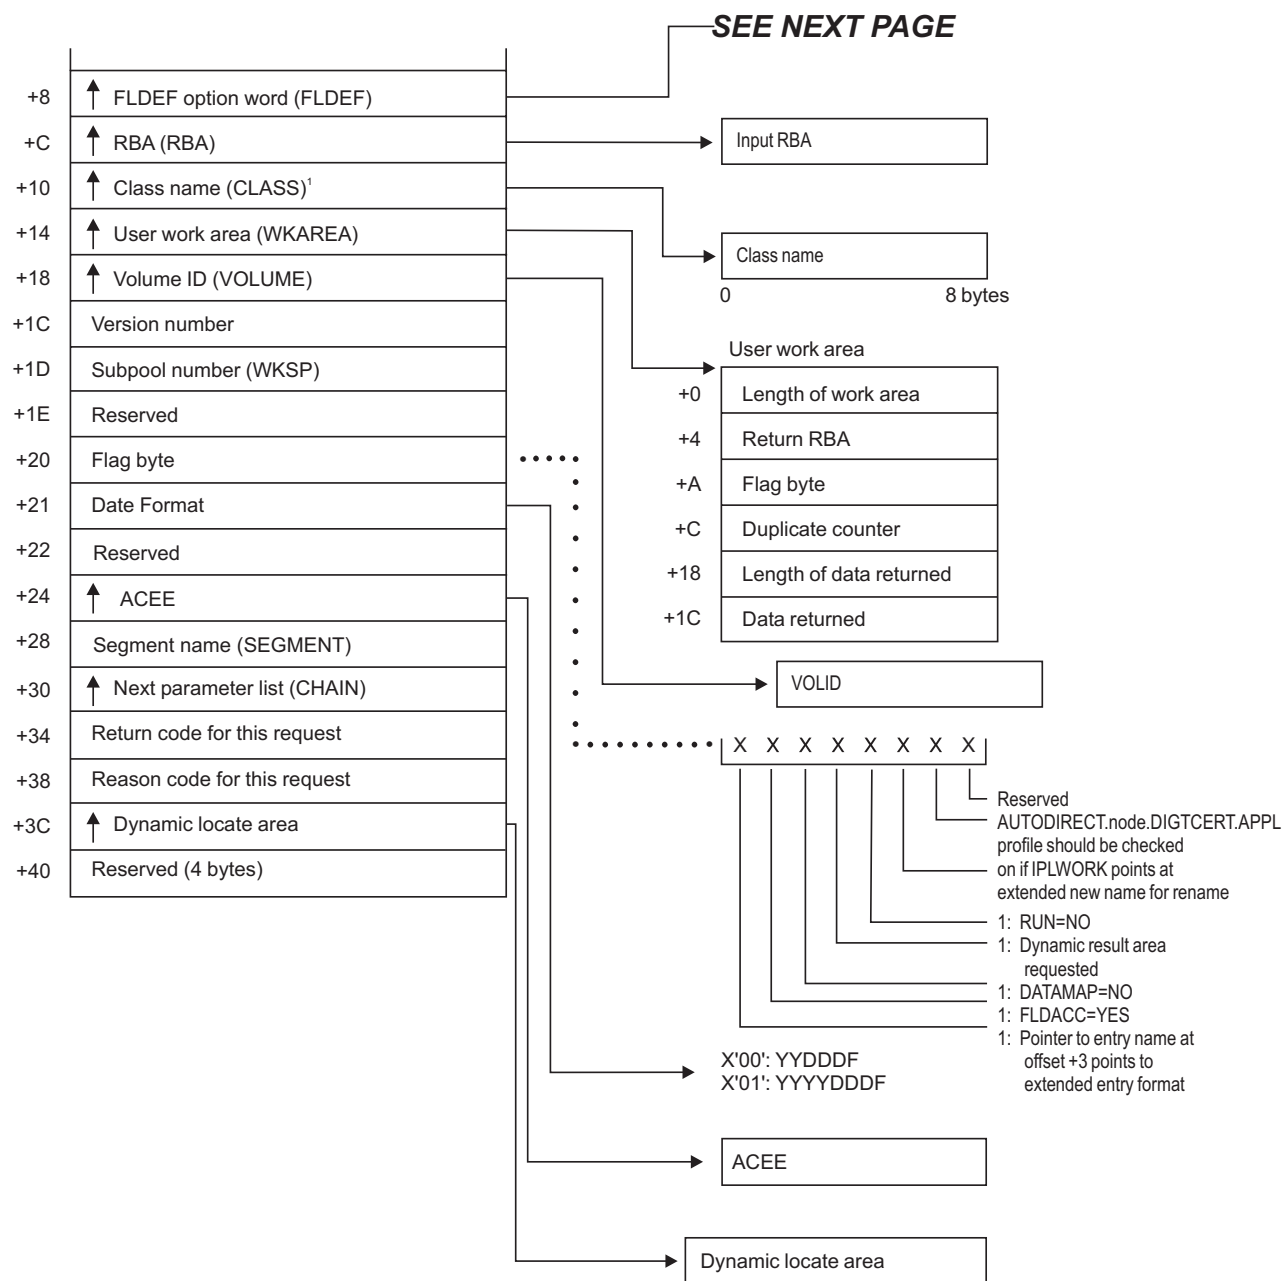 SEE NEXT PAGE
+8 FLDEF option word (FLDEF)
+C RBA (RBA)
+10 Class name (CLASS)¹
+14 User work area (WKAREA)
+18 Volume ID (VOLUME)
+1C Version number
+1D Subpool number (WKSP)
+1E Reserved
+20 Flag byte
+21 Date Format
+22 Reserved
+24 ACEE
+28 Segment name (SEGMENT)
+30 Next parameter list (CHAIN)
+34 Return code for this request
+38 Reason code for this request
+3C Dynamic locate area
+40 Reserved (4 bytes)
Input RBA
Class name
0 8 bytes
User work area
+0 Length of work area
+4 Return RBA
+A Flag byte
+C Duplicate counter
+18 Length of data returned
+1C Data returned
VOLID
X X X X X X X X
Reserved
AUTODIRECT.node.DIGTCERT.APPL
profile should be checked
on if IPLWORK points at
extended new name for rename
1: RUN=NO
1: Dynamic result area
requested
1: DATAMAP=NO
1: FLDACC=YES
1: Pointer to entry name at
offset +3 points to
extended entry format
X'00': YYDDDF
X'01': YYYYDDDF
ACEE
Dynamic locate area